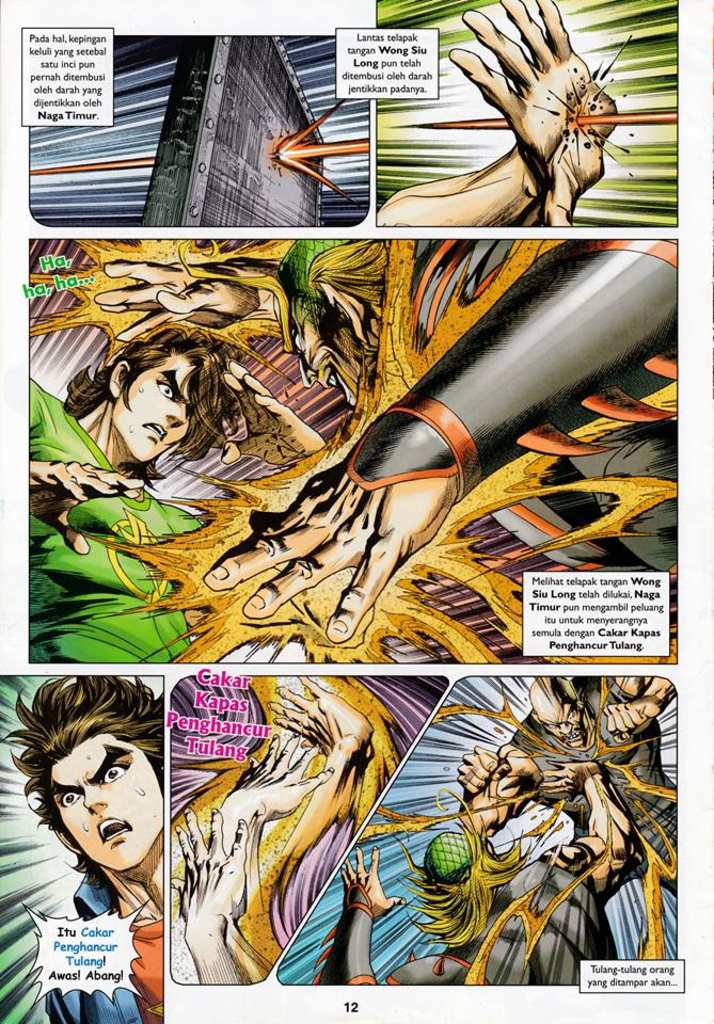 Pada hal, kepingan
keluli yang setebal
satu inci pun
pernah ditembusi
oleh darah yang
dijentikkan oleh
Naga Timur.
Lantas telapak
tangan Wong Siu
Long pun telah
ditembusi oleh darah
jentikkan padanya.
Ha,
ha, ha...
Melihat telapak tangan Wong
Siu Long telah dilukai, Naga
Timur pun mengambil peluang
itu untuk menyerangnya
semula dengan Cakar Kapas
Penghancur Tulang.
Itu Cakar
Penghancur
Tulang!
Awas! Abang!
Cakar
Kapas
Penghancur
Tulang
Tulang-tulang orang
yang ditampar akan...
12